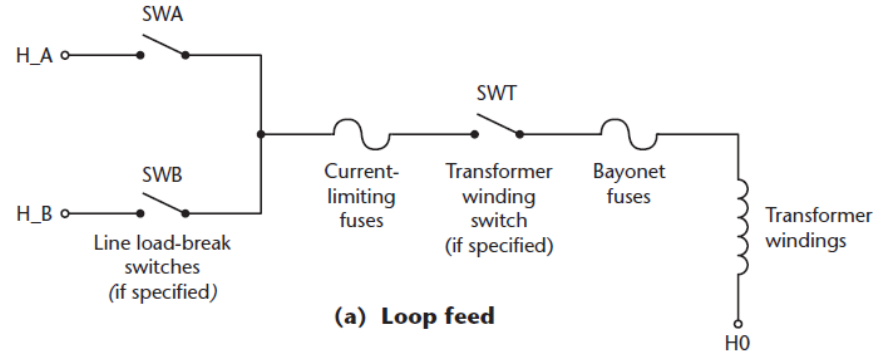 SWA
H_A
SWT
SWB
Current-
limiting
fuses
Transformer
winding
switch
(if specified)
Bayonet
fuses
H_B
Line load-break
switches
(if specified)
Transformer
windings
(a) Loop feed
H0